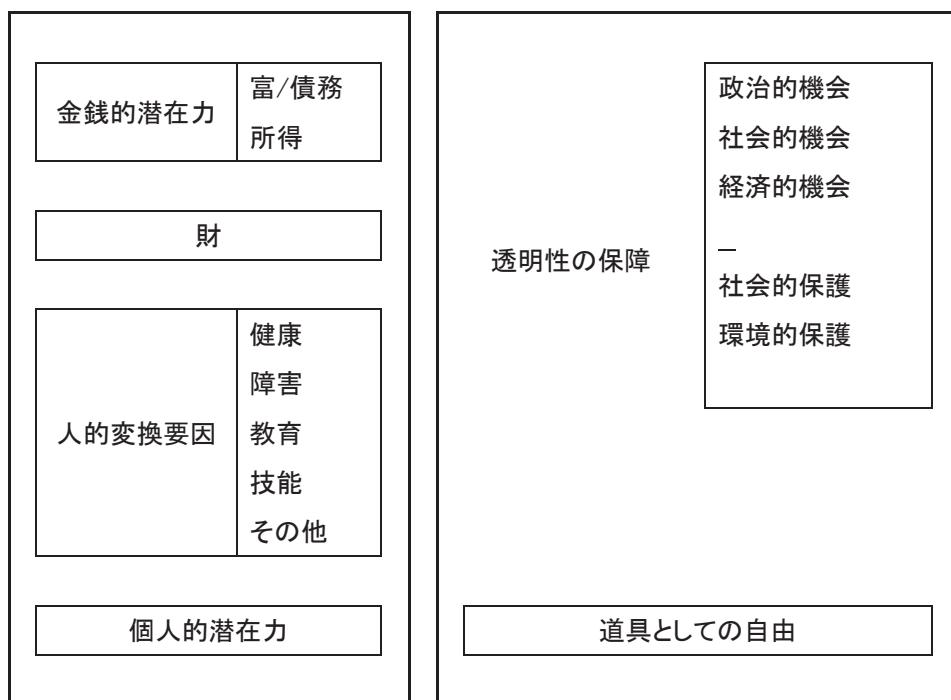 金銭的潜在力
富/債務
所得
財
人的変換要因
健康
障害
教育
技能
その他
個人的潜在力
透明性の保障
政治的機会
社会的機会
経済的機会
_
社会的保護
環境的保護
道具としての自由